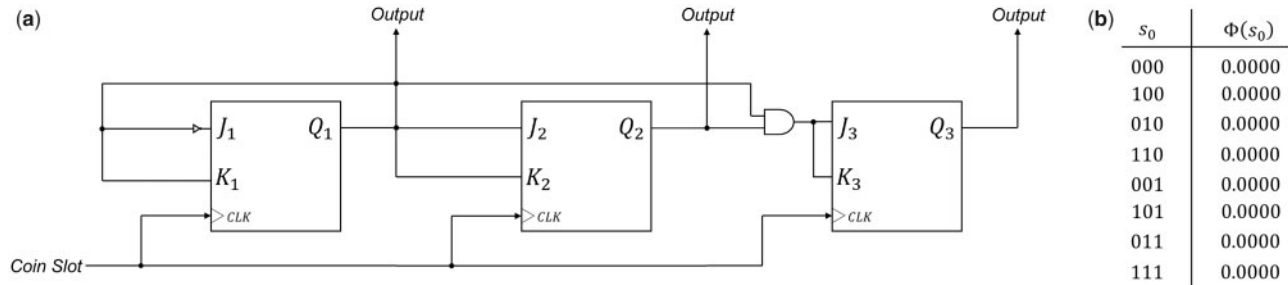 (a)
Output Output Output
J₁ Q₁ J₂ Q₂ J₃ Q₃
K₁ K₂ K₃
CLK CLK CLK
Coin Slot
(b)
s₀ Φ(s₀)
000 0.0000
100 0.0000
010 0.0000
110 0.0000
001 0.0000
101 0.0000
011 0.0000
111 0.0000